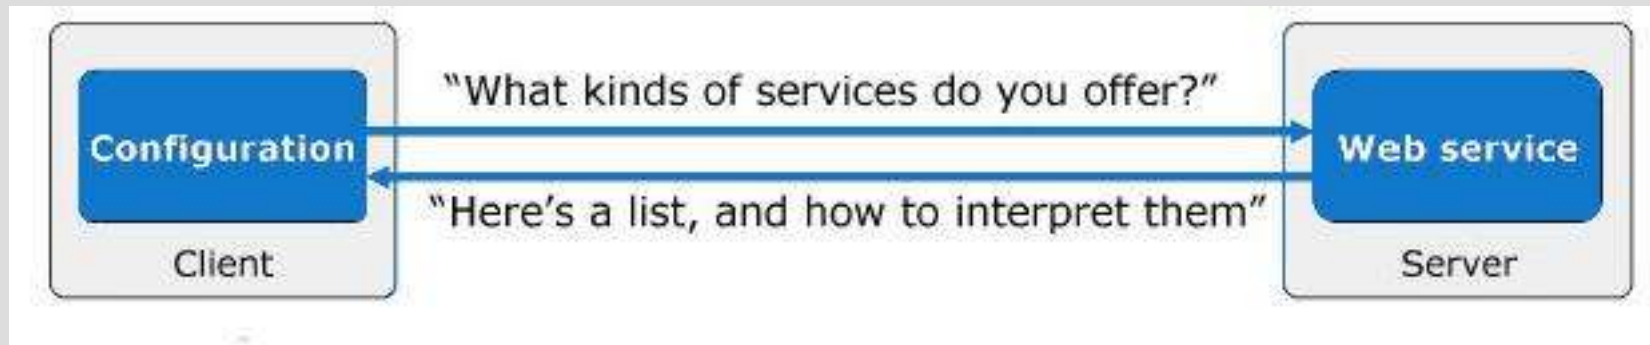 “What kinds of services do you offer?”
Configuration
Web service
“Here’s a list, and how to interpret them”
Client
Server